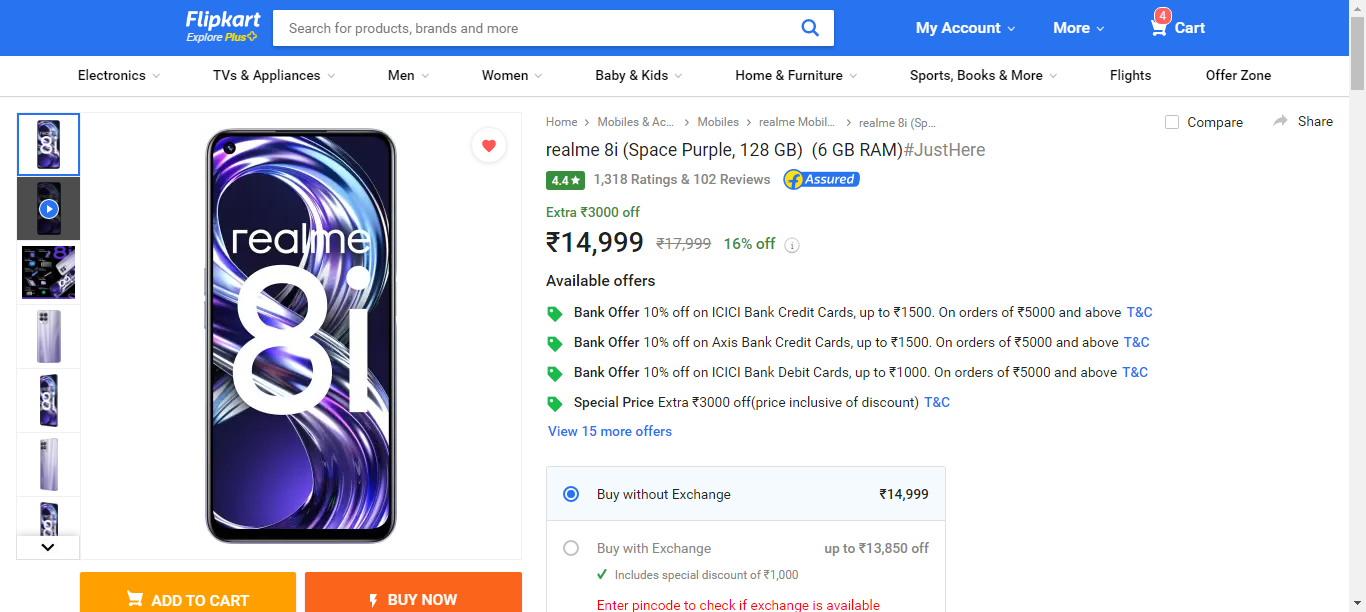 Flipkart
Explore Plus
Search for products, brands and more
My Account
More
4
Cart
Electronics
TVs & Appliances
Men
Women
Baby & Kids
Home & Furniture
Sports, Books & More
Flights
Offer Zone
Home > Mobiles & Ac... > Mobiles > realme Mobil... > realme 8i (Sp...
Compare
Share
realme 8i (Space Purple, 128 GB) (6 GB RAM)#JustHere
4.4★ 1,318 Ratings & 102 Reviews f Assured
Extra ₹3000 off
₹14,999 ₹17,999 16% off i
Available offers
Bank Offer 10% off on ICICI Bank Credit Cards, up to ₹1500. On orders of ₹5000 and above T&C
Bank Offer 10% off on Axis Bank Credit Cards, up to ₹1500. On orders of ₹5000 and above T&C
Bank Offer 10% off on ICICI Bank Debit Cards, up to ₹1000. On orders of ₹5000 and above T&C
Special Price Extra ₹3000 off(price inclusive of discount) T&C
View 15 more offers
Buy without Exchange ₹14,999
Buy with Exchange up to ₹13,850 off
Includes special discount of ₹1,000
Enter pincode to check if exchange is available
realme
8i
ADD TO CART
BUY NOW